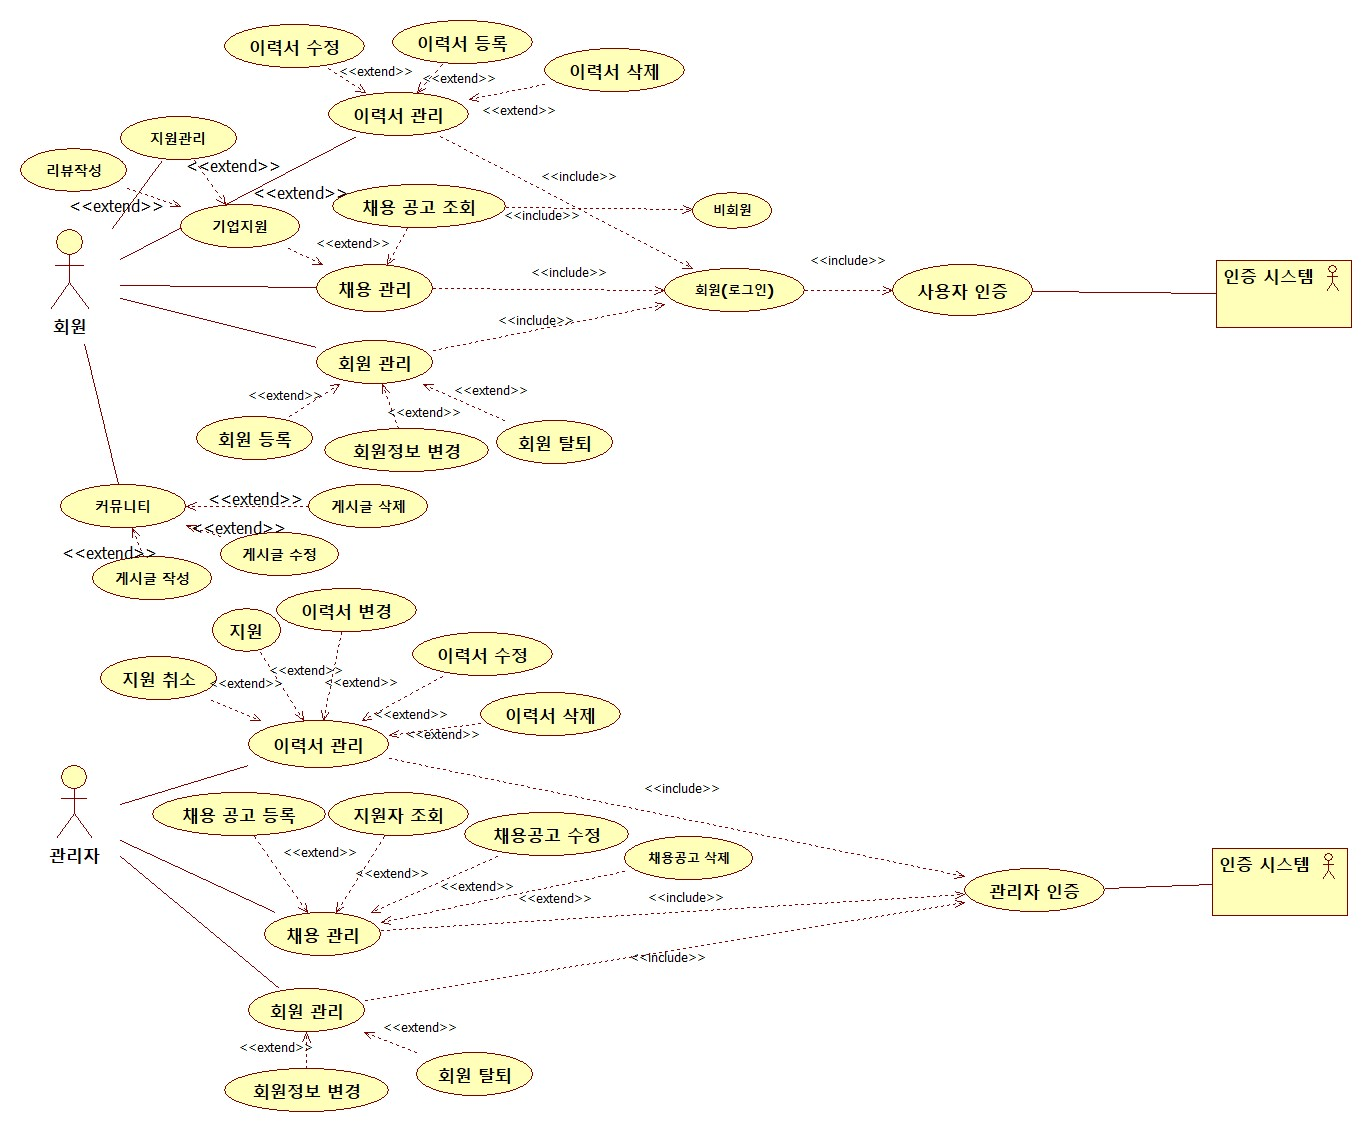 이력서 수정
이력서 등록
이력서 삭제
<<extend>>
<<extend>>
<<extend>>
이력서 관리
지원관리
리뷰작성
<<extend>>
<<extend>>
<<extend>>
<<include>>
채용 공고 조회
비회원
<<include>>
기업지원
<<extend>>
회원
채용 관리
<<include>>
회원(로그인)
<<include>>
사용자 인증
인증 시스템
<<include>>
회원 관리
<<extend>>
<<extend>>
<<extend>>
회원 등록
회원정보 변경
회원 탈퇴
커뮤니티
<<extend>>
게시글 삭제
<<extend>>
게시글 수정
<<extend>>
게시글 작성
지원
이력서 변경
이력서 수정
지원 취소
<<extend>>
<<extend>>
<<extend>>
<<extend>>
이력서 삭제
<<extend>>
이력서 관리
<<include>>
관리자
채용 공고 등록
지원자 조회
채용공고 수정
채용공고 삭제
<<extend>>
<<extend>>
<<extend>>
<<extend>>
<<include>>
채용 관리
관리자 인증
인증 시스템
<<include>>
회원 관리
<<extend>>
<<extend>>
회원정보 변경
회원 탈퇴